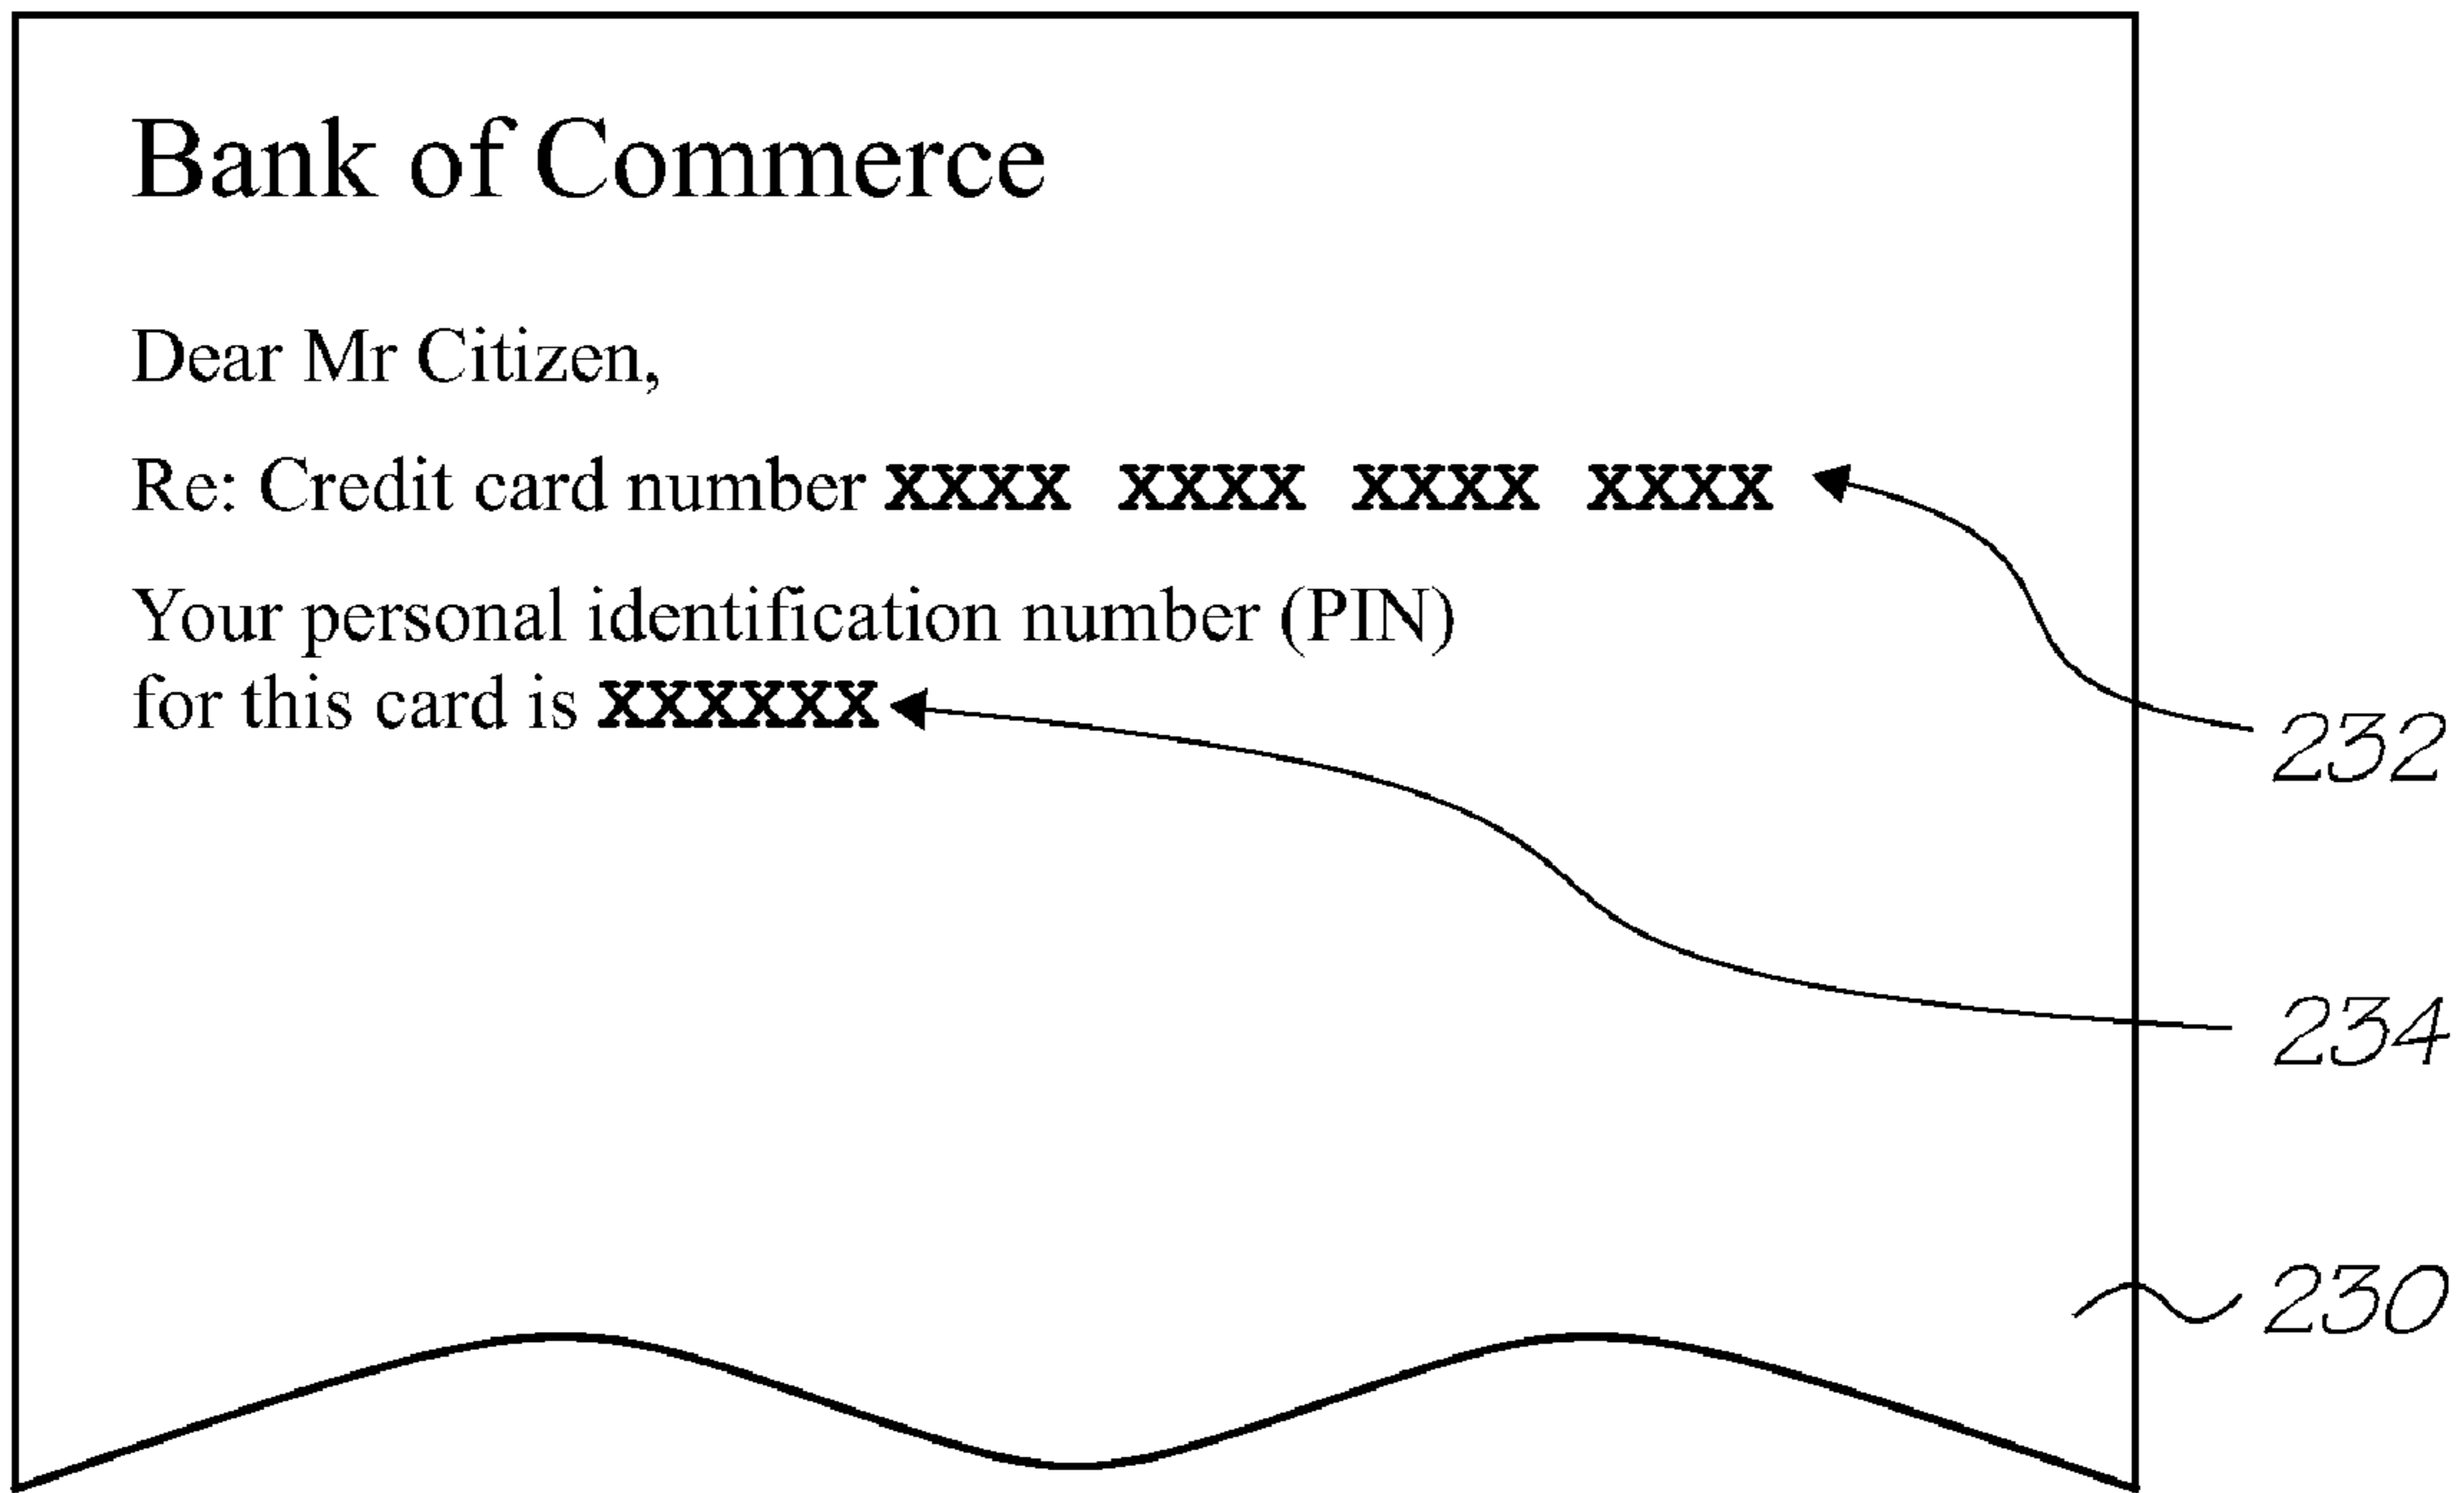 Bank of Commerce
Dear Mr Citizen,
Re: Credit card number xxxx xxxx xxxx xxxx
Your personal identification number (PIN)
for this card is xxxxxx
232
234
230